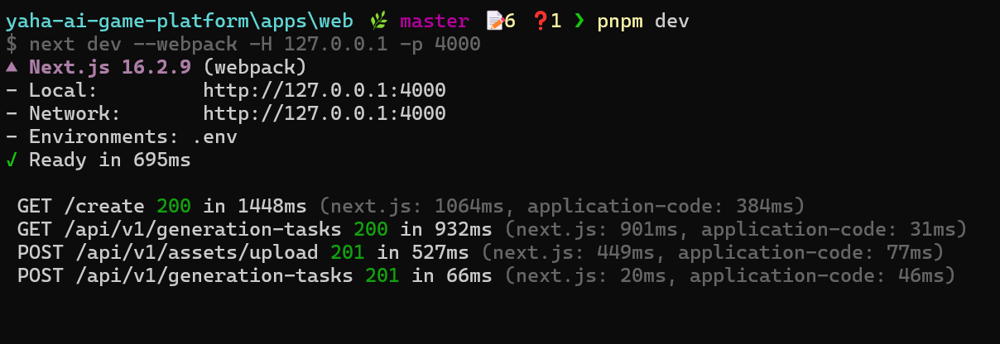 yaha-ai-game-platform\apps\web 🌿 master 📝6 ❓1 ❯ pnpm dev
$ next dev --webpack -H 127.0.0.1 -p 4000
▲ Next.js 16.2.9 (webpack)
- Local: http://127.0.0.1:4000
- Network: http://127.0.0.1:4000
- Environments: .env
✓ Ready in 695ms
GET /create 200 in 1448ms (next.js: 1064ms, application-code: 384ms)
GET /api/v1/generation-tasks 200 in 932ms (next.js: 901ms, application-code: 31ms)
POST /api/v1/assets/upload 201 in 527ms (next.js: 449ms, application-code: 77ms)
POST /api/v1/generation-tasks 201 in 66ms (next.js: 20ms, application-code: 46ms)